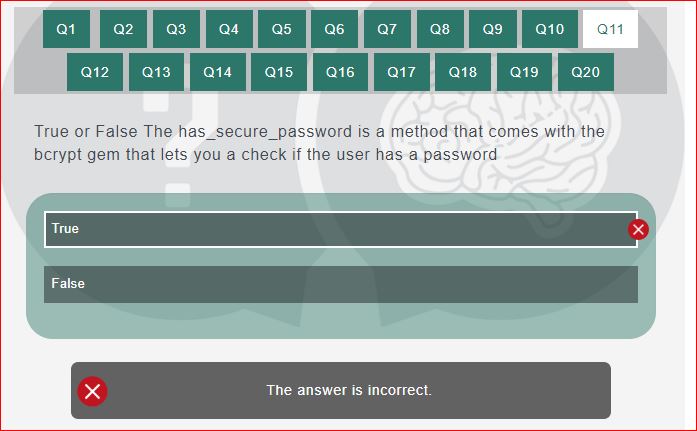 Q1 Q2 Q3 Q4 Q5 Q6 Q7 Q8 Q9 Q10 Q11
Q12 Q13 Q14 Q15 Q16 Q17 Q18 Q19 Q20
True or False The has_secure_password is a method that comes with the
bcrypt gem that lets you a check if the user has a password
True
False
The answer is incorrect.